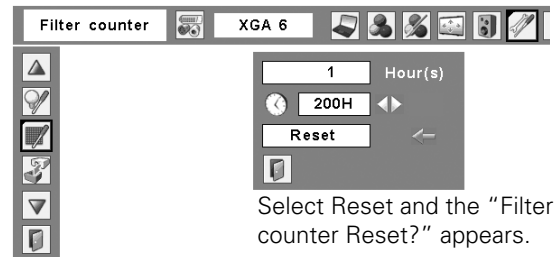 Filter counter XGA 6
1 Hour(s)
200H
Reset
Select Reset and the “Filter
counter Reset?” appears.